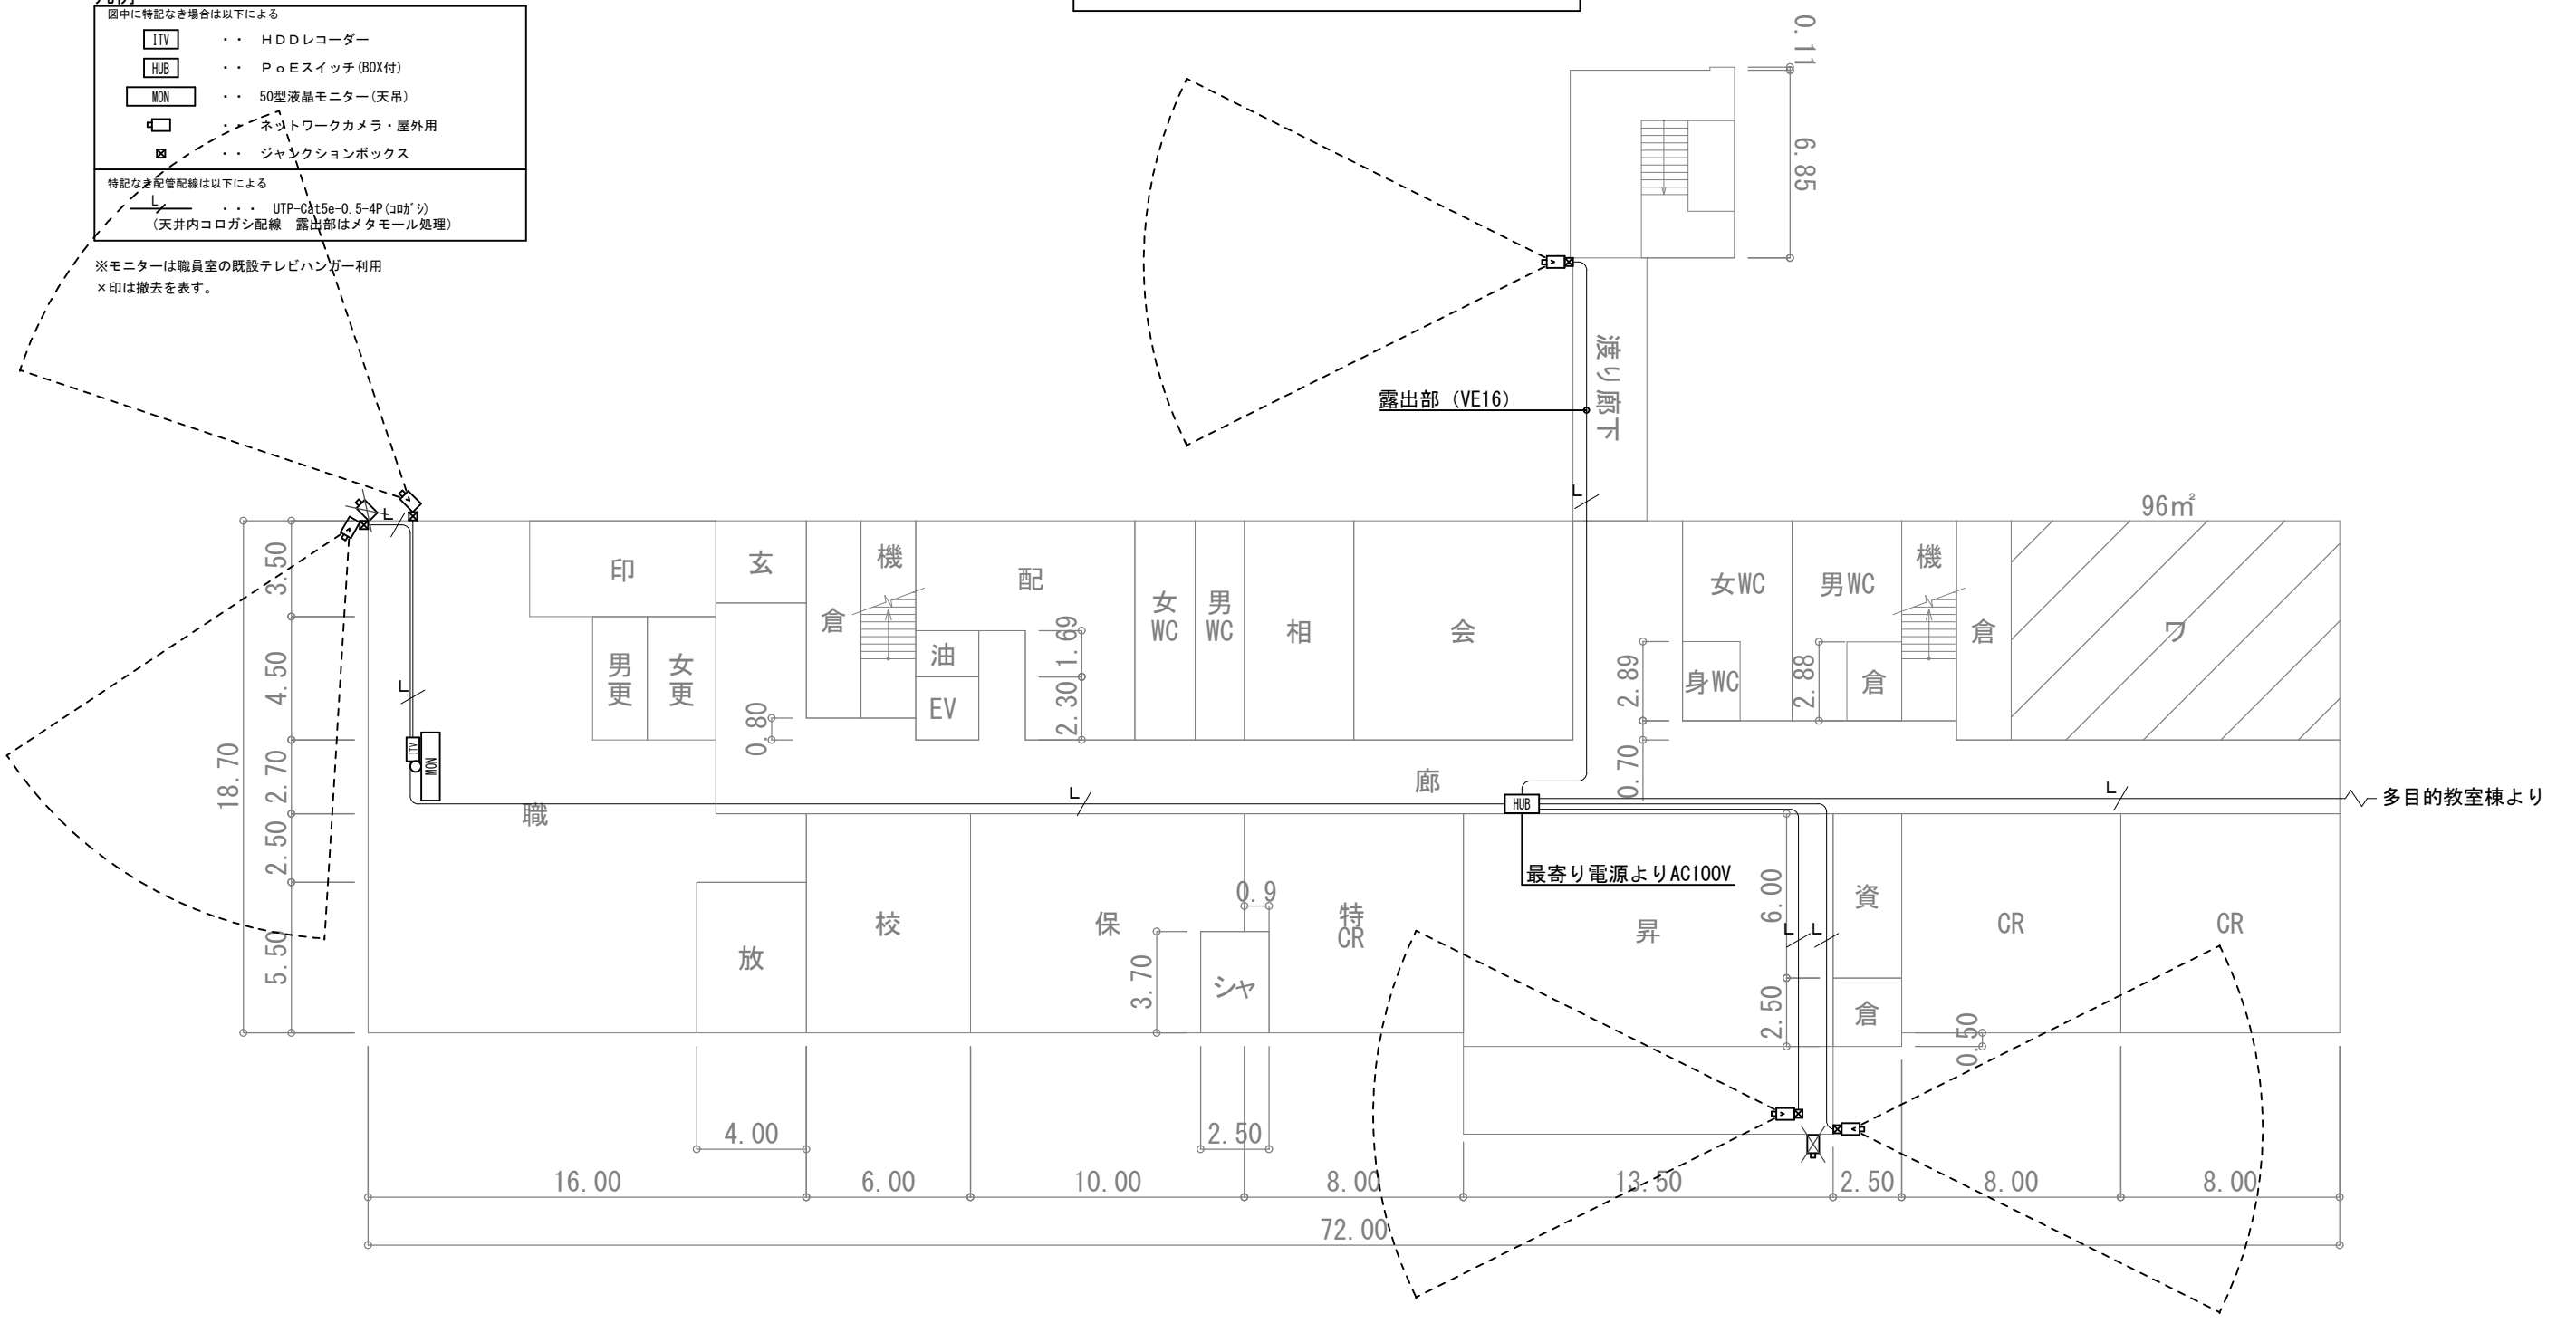 図中に特記なき場合は以下による
ITV ・・ HDDレコーダー
HUB ・・ PoEスイッチ(BOX付)
MON ・・ 50型液晶モニター(天吊)
・・ ネットワークカメラ・屋外用
・・ ジャンクションボックス
特記なき配管配線は以下による
L ・・・ UTP-Cat5e-0.5-4P(ｺﾛｶﾞｼ)
(天井内コロガシ配線 露出部はメタモール処理)
※モニターは職員室の既設テレビハンガー利用
×印は撤去を表す。
0.11
6.85
渡り廊下
露出部 (VE16)
L
96㎡
L
3.50
4.50
2.70
2.50
5.50
18.70
印
玄
倉
機
配
女WC
男WC
相
会
女WC
男WC
機
倉
ワ
男更
女更
油
EV
1.69
2.30
0.80
2.89
身WC
2.88
倉
0.70
L
ITV
MON
職
L
廊
HUB
L
多目的教室棟より
最寄り電源よりAC100V
放
校
保
0.9
3.70
シャ
特CR
昇
6.00
L
L
2.50
資
倉
CR
CR
0.50
4.00
2.50
16.00
6.00
10.00
8.00
13.50
2.50
8.00
8.00
72.00